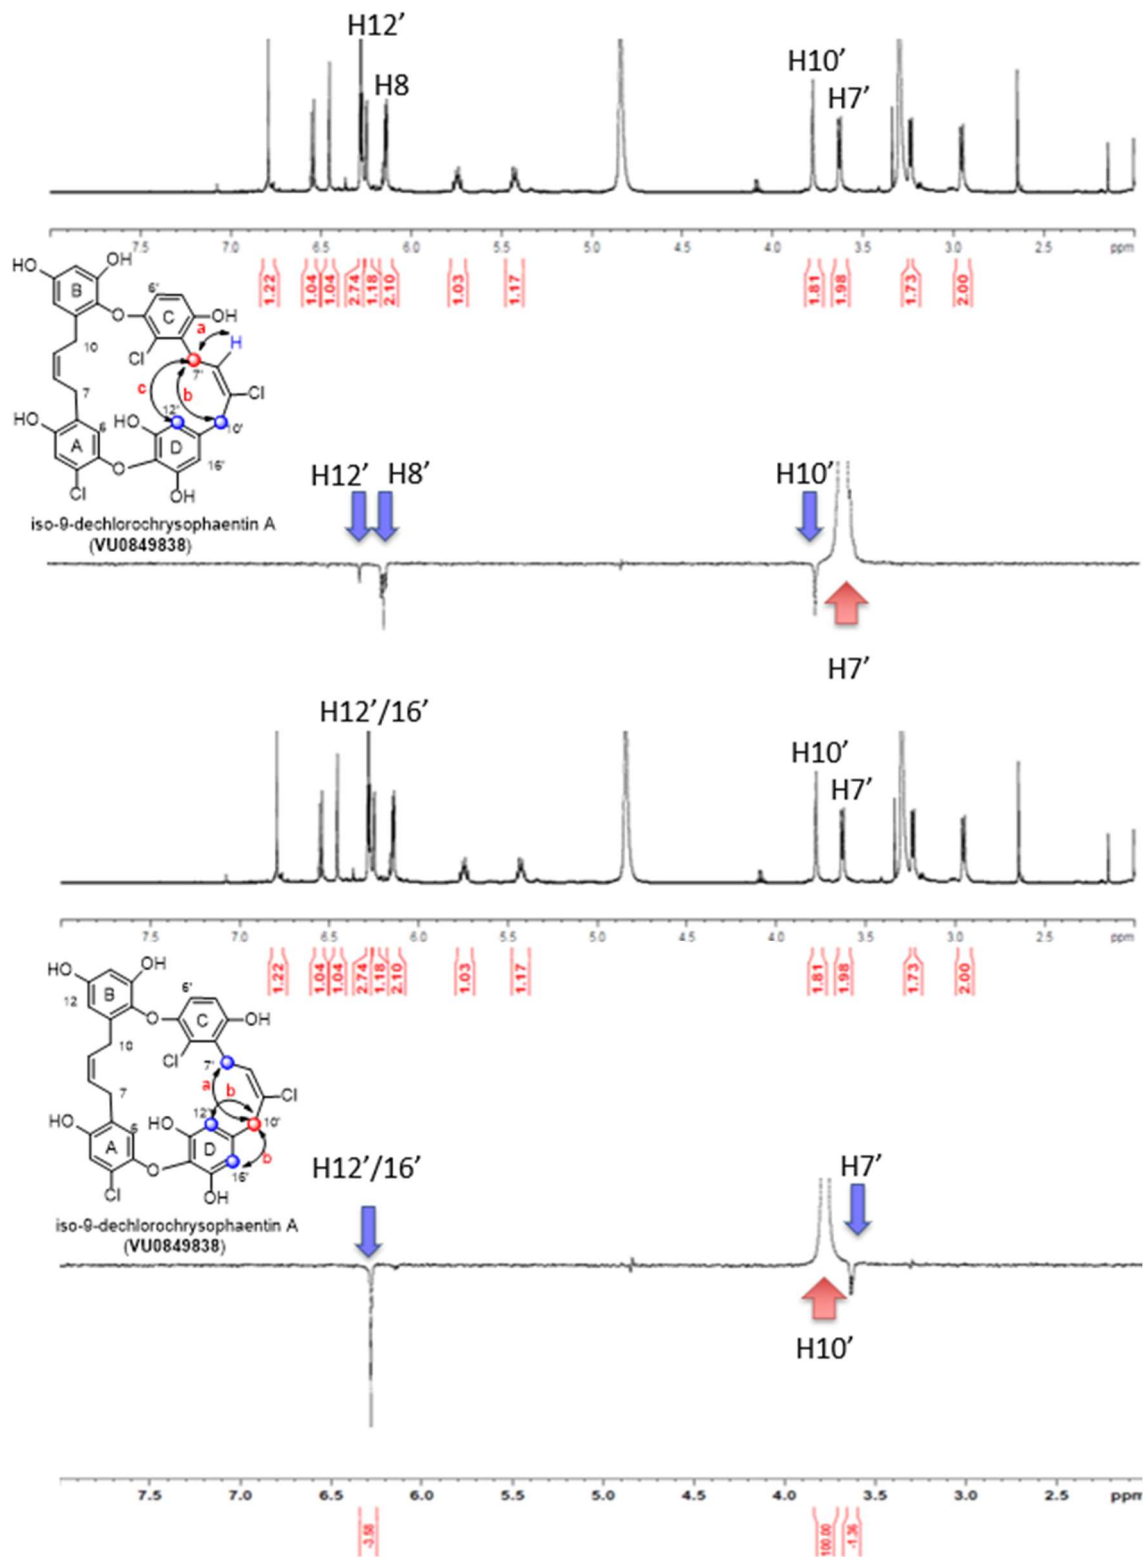 H12'
H8
H10'
H7'
7.5 7.0 6.5 6.0 5.5 5.0 4.5 4.0 3.5 3.0 2.5 ppm
1.22 1.04 1.04 2.74 1.18 2.10 1.03 1.17 1.81 1.98 1.73 2.00
OH
HO B OH
6'
O C OH
a H
10 Cl 7'
c b Cl
7
HO 12' 10'
HO 6 D
A 16'
O
Cl OH
iso-9-dechlorochrysophaentin A
(VU0849838)
H12' H8' H10'
H7'
H12'/16'
H10'
H7'
7.5 7.0 6.5 6.0 5.5 5.0 4.5 4.0 3.5 3.0 2.5 ppm
1.22 1.04 1.04 2.74 1.18 2.10 1.03 1.17 1.81 1.98 1.73 2.00
OH
HO B OH
12 6'
O C OH
10 Cl 7'
a b Cl
7
HO 12' 10'
HO 6 D b
A 16'
O
Cl OH
iso-9-dechlorochrysophaentin A
(VU0849838)
H12'/16' H7'
H10'
7.5 7.0 6.5 6.0 5.5 5.0 4.5 4.0 3.5 3.0 2.5 ppm
-3.58 100.00 -1.36